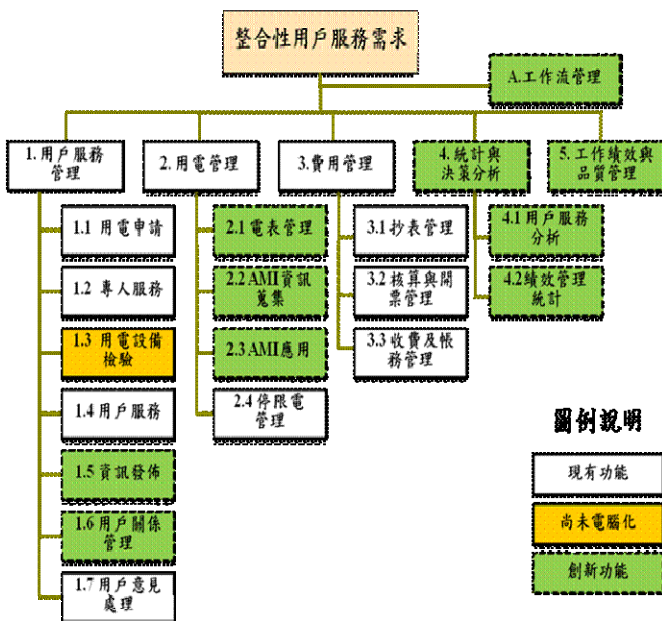 整合性用戶服務需求
A.工作流管理
1.用戶服務
管理
2.用電管理
3.費用管理
4.統計與
決策分析
5.工作績效與
品質管理
1.1 用電申請
1.2 專人服務
1.3 用電設備
檢驗
1.4 用戶服務
1.5 資訊發佈
1.6 用戶關係
管理
1.7 用戶意見
處理
2.1 電表管理
2.2 AMI資訊
蒐集
2.3 AMI應用
2.4 停限電
管理
3.1 抄表管理
3.2 核算與開
票管理
3.3 收費及帳
務管理
4.1 用戶服務
分析
4.2 績效管理
統計
圖例說明
現有功能
尚未電腦化
創新功能